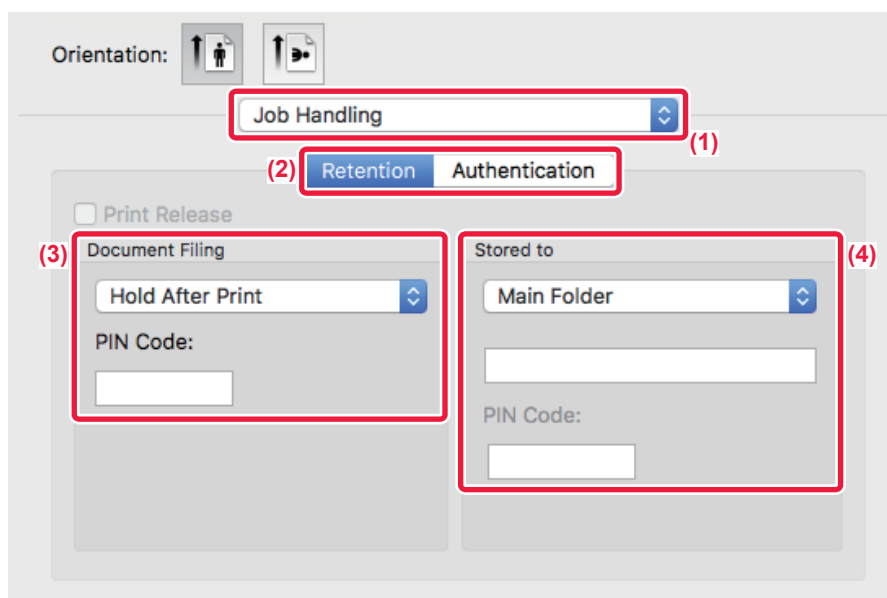 Orientation:
Job Handling
(1)
(2)
Retention
Authentication
Print Release
(3)
Document Filing
Hold After Print
PIN Code:
Stored to
(4)
Main Folder
PIN Code: